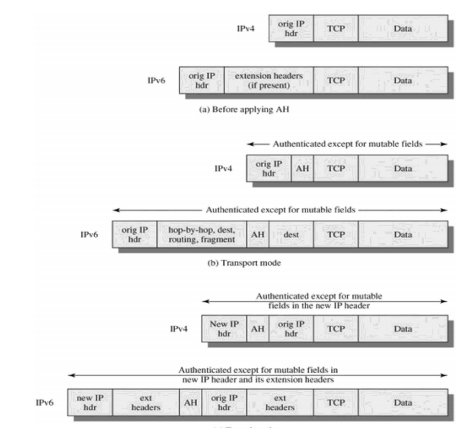 IPv4 orig IP hdr TCP Data
IPv6 orig IP hdr extension headers (if present) TCP Data
(a) Before applying AH
Authenticated except for mutable fields
IPv4 orig IP hdr AH TCP Data
Authenticated except for mutable fields
IPv6 orig IP hdr hop-by-hop, dest, routing, fragment AH dest TCP Data
(b) Transport mode
Authenticated except for mutable
fields in the new IP header
IPv4 New IP hdr AH orig IP hdr TCP Data
Authenticated except for mutable fields in
new IP header and its extension headers
IPv6 new IP hdr ext headers AH orig IP hdr ext headers TCP Data